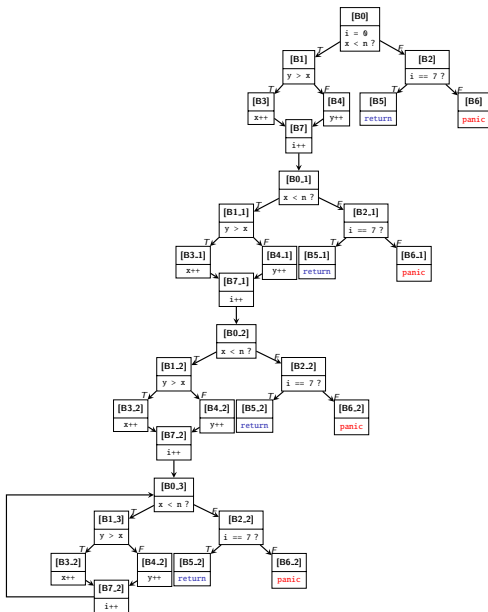 [B0]
i = 0
x < n ?
T
F
[B1]
y > x
[B2]
i == 7 ?
T
F
T
F
[B3]
x++
[B4]
y++
[B5]
return
[B6]
panic
[B7]
i++
[B0_1]
x < n ?
T
F
[B1_1]
y > x
[B2_1]
i == 7 ?
T
F
T
F
[B3_1]
x++
[B4_1]
y++
[B5_1]
return
[B6_1]
panic
[B7_1]
i++
[B0_2]
x < n ?
T
F
[B1_2]
y > x
[B2_2]
i == 7 ?
T
F
T
F
[B3_2]
x++
[B4_2]
y++
[B5_2]
return
[B6_2]
panic
[B7_2]
i++
[B0_3]
x < n ?
T
F
[B1_3]
y > x
[B2_2]
i == 7 ?
T
F
T
F
[B3_2]
x++
[B4_2]
y++
[B5_2]
return
[B6_2]
panic
[B7_2]
i++